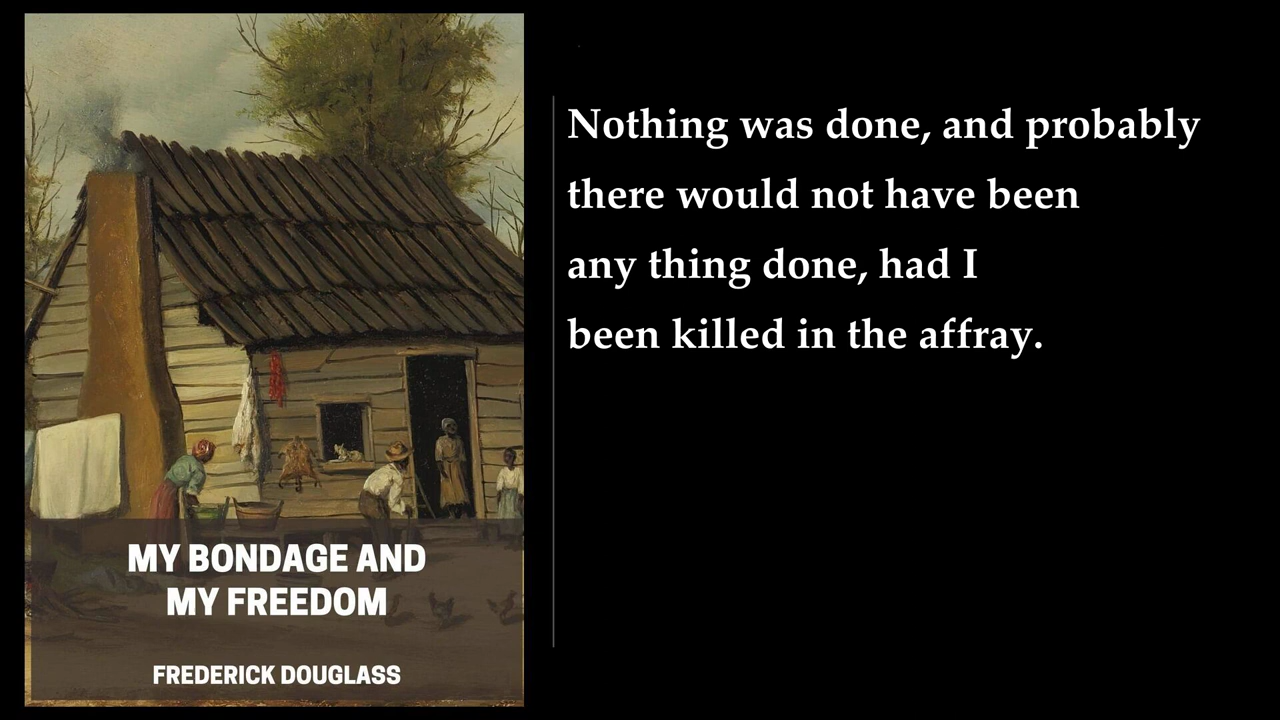 Nothing was done, and probably
there would not have been
any thing done, had I
been killed in the affray.
MY BONDAGE AND
MY FREEDOM
FREDERICK DOUGLASS